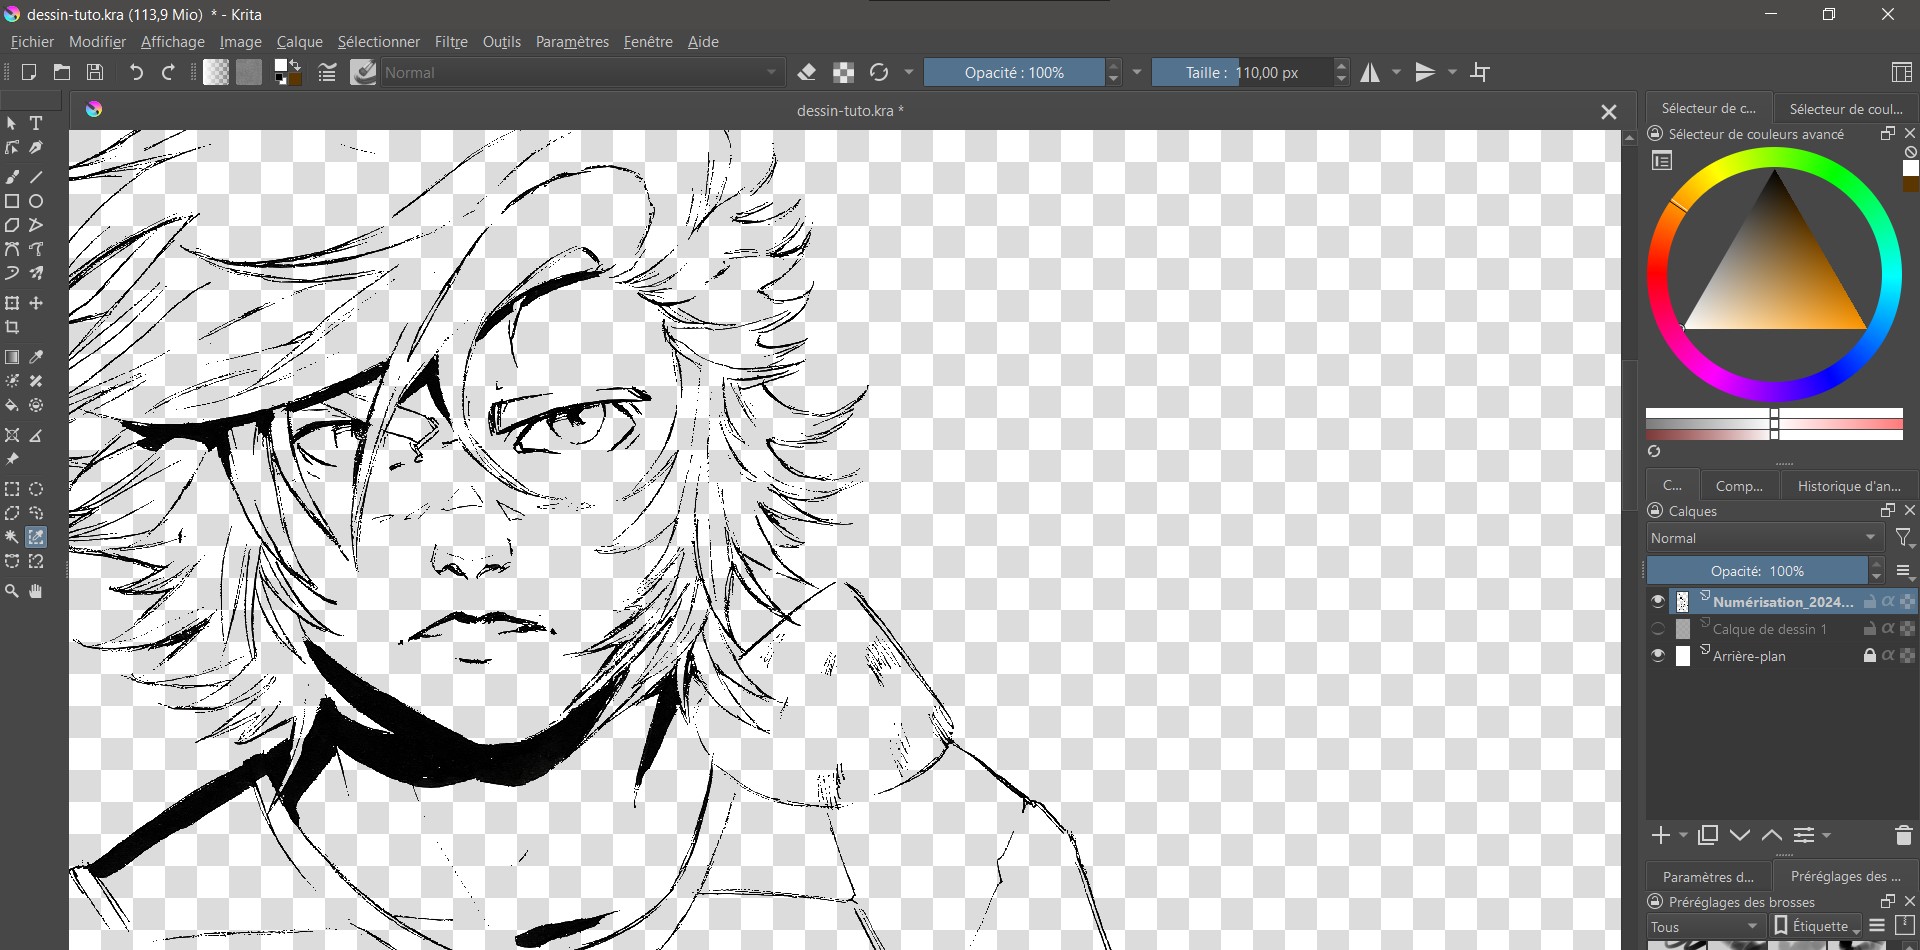 dessin-tuto.kra (113,9 Mio) * - Krita
Fichier Modifier Affichage Image Calque Sélectionner Filtre Outils Paramètres Fenêtre Aide
Normal Opacité : 100% Taille : 110,00 px
dessin-tuto.kra *
Sélecteur de c... Sélecteur de coul...
Sélecteur de couleurs avancé
C... Comp... Historique d'an...
Calques
Normal
Opacité: 100%
Numérisation_2024...
Calque de dessin 1
Arrière-plan
Paramètres d... Préréglages des ...
Préréglages des brosses
Tous Étiquette